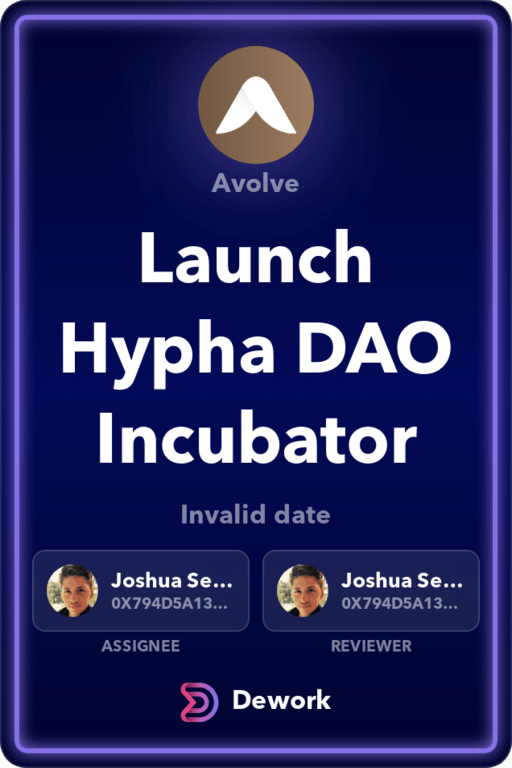 Avolve
Launch
Hypha DAO
Incubator
Invalid date
Joshua Se...
0X794D5A13...
ASSIGNEE
Joshua Se...
0X794D5A13...
REVIEWER
Dework